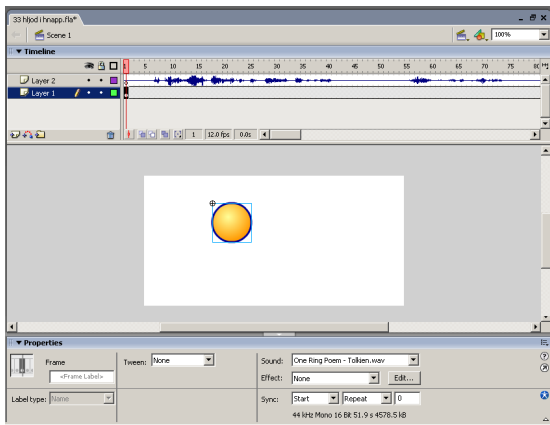 33 hljod i hnapp.fla*
Scene 1
100%
Timeline
1 5 10 15 20 25 30 35 40 45 50 55 60 65 70 75 80
Layer 2
Layer 1
1 12.0 fps 0.0s
Properties
Frame
<Frame Label>
Label type: Name
Tween: None
Sound: One Ring Poem - Tolkien.wav
Effect: None Edit...
Sync: Start Repeat 0
44 kHz Mono 16 Bit 51.9 s 4578.5 kB